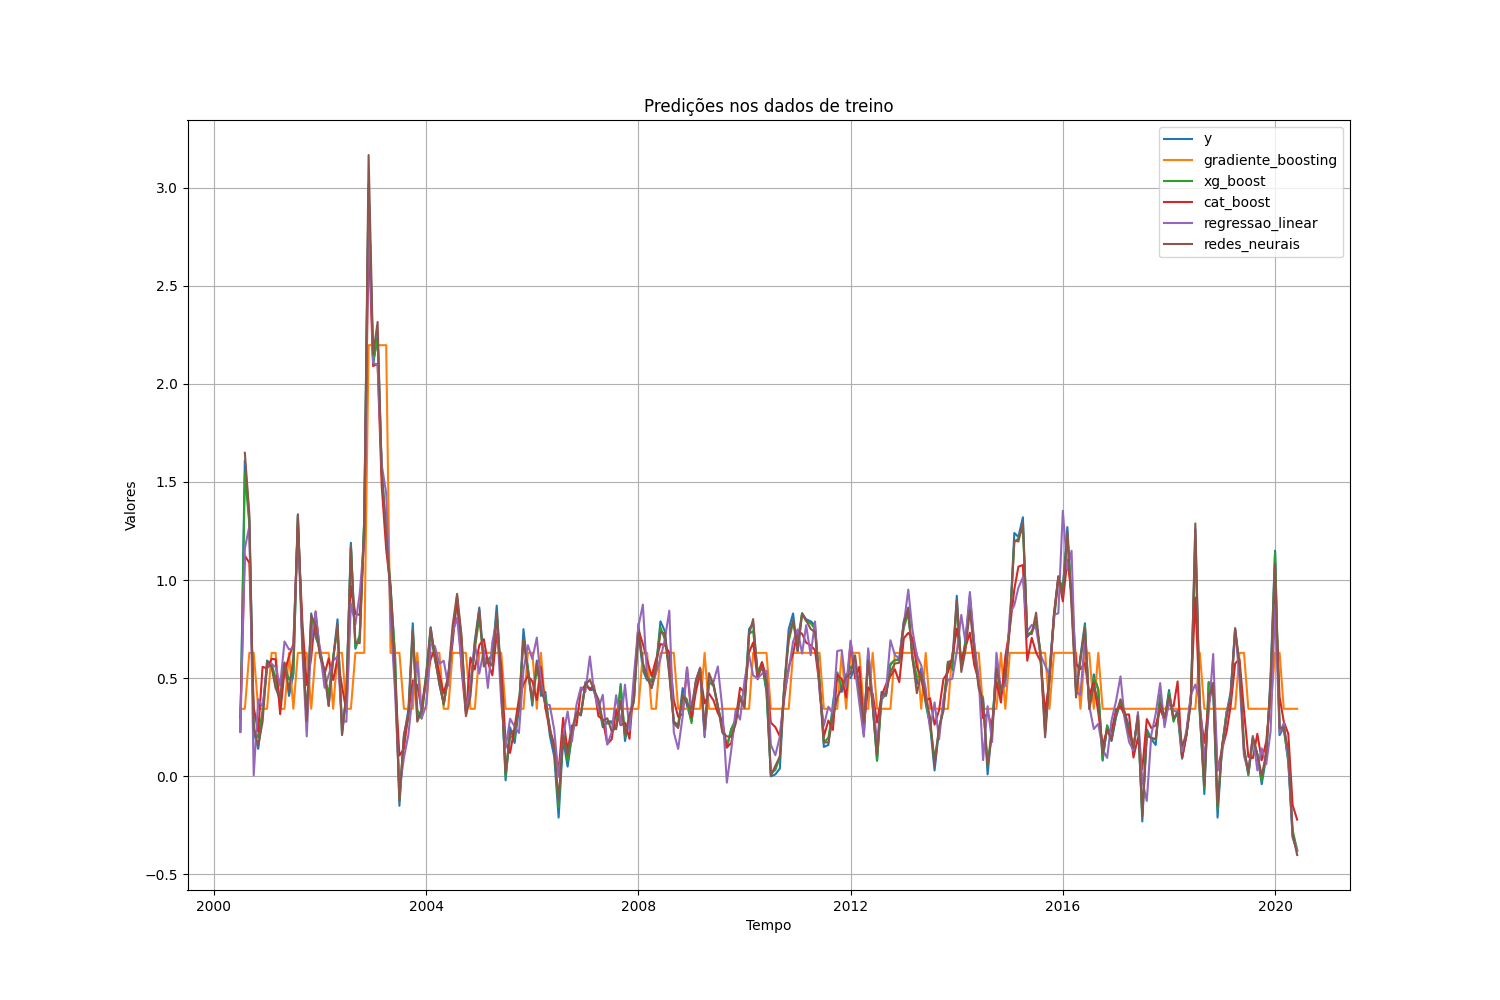 Predições nos dados de treino
y
gradiente_boosting
xg_boost
cat_boost
regressao_linear
redes_neurais
Valores
3.0
2.5
2.0
1.5
1.0
0.5
0.0
−0.5
2000
2004
2008
2012
2016
2020
Tempo